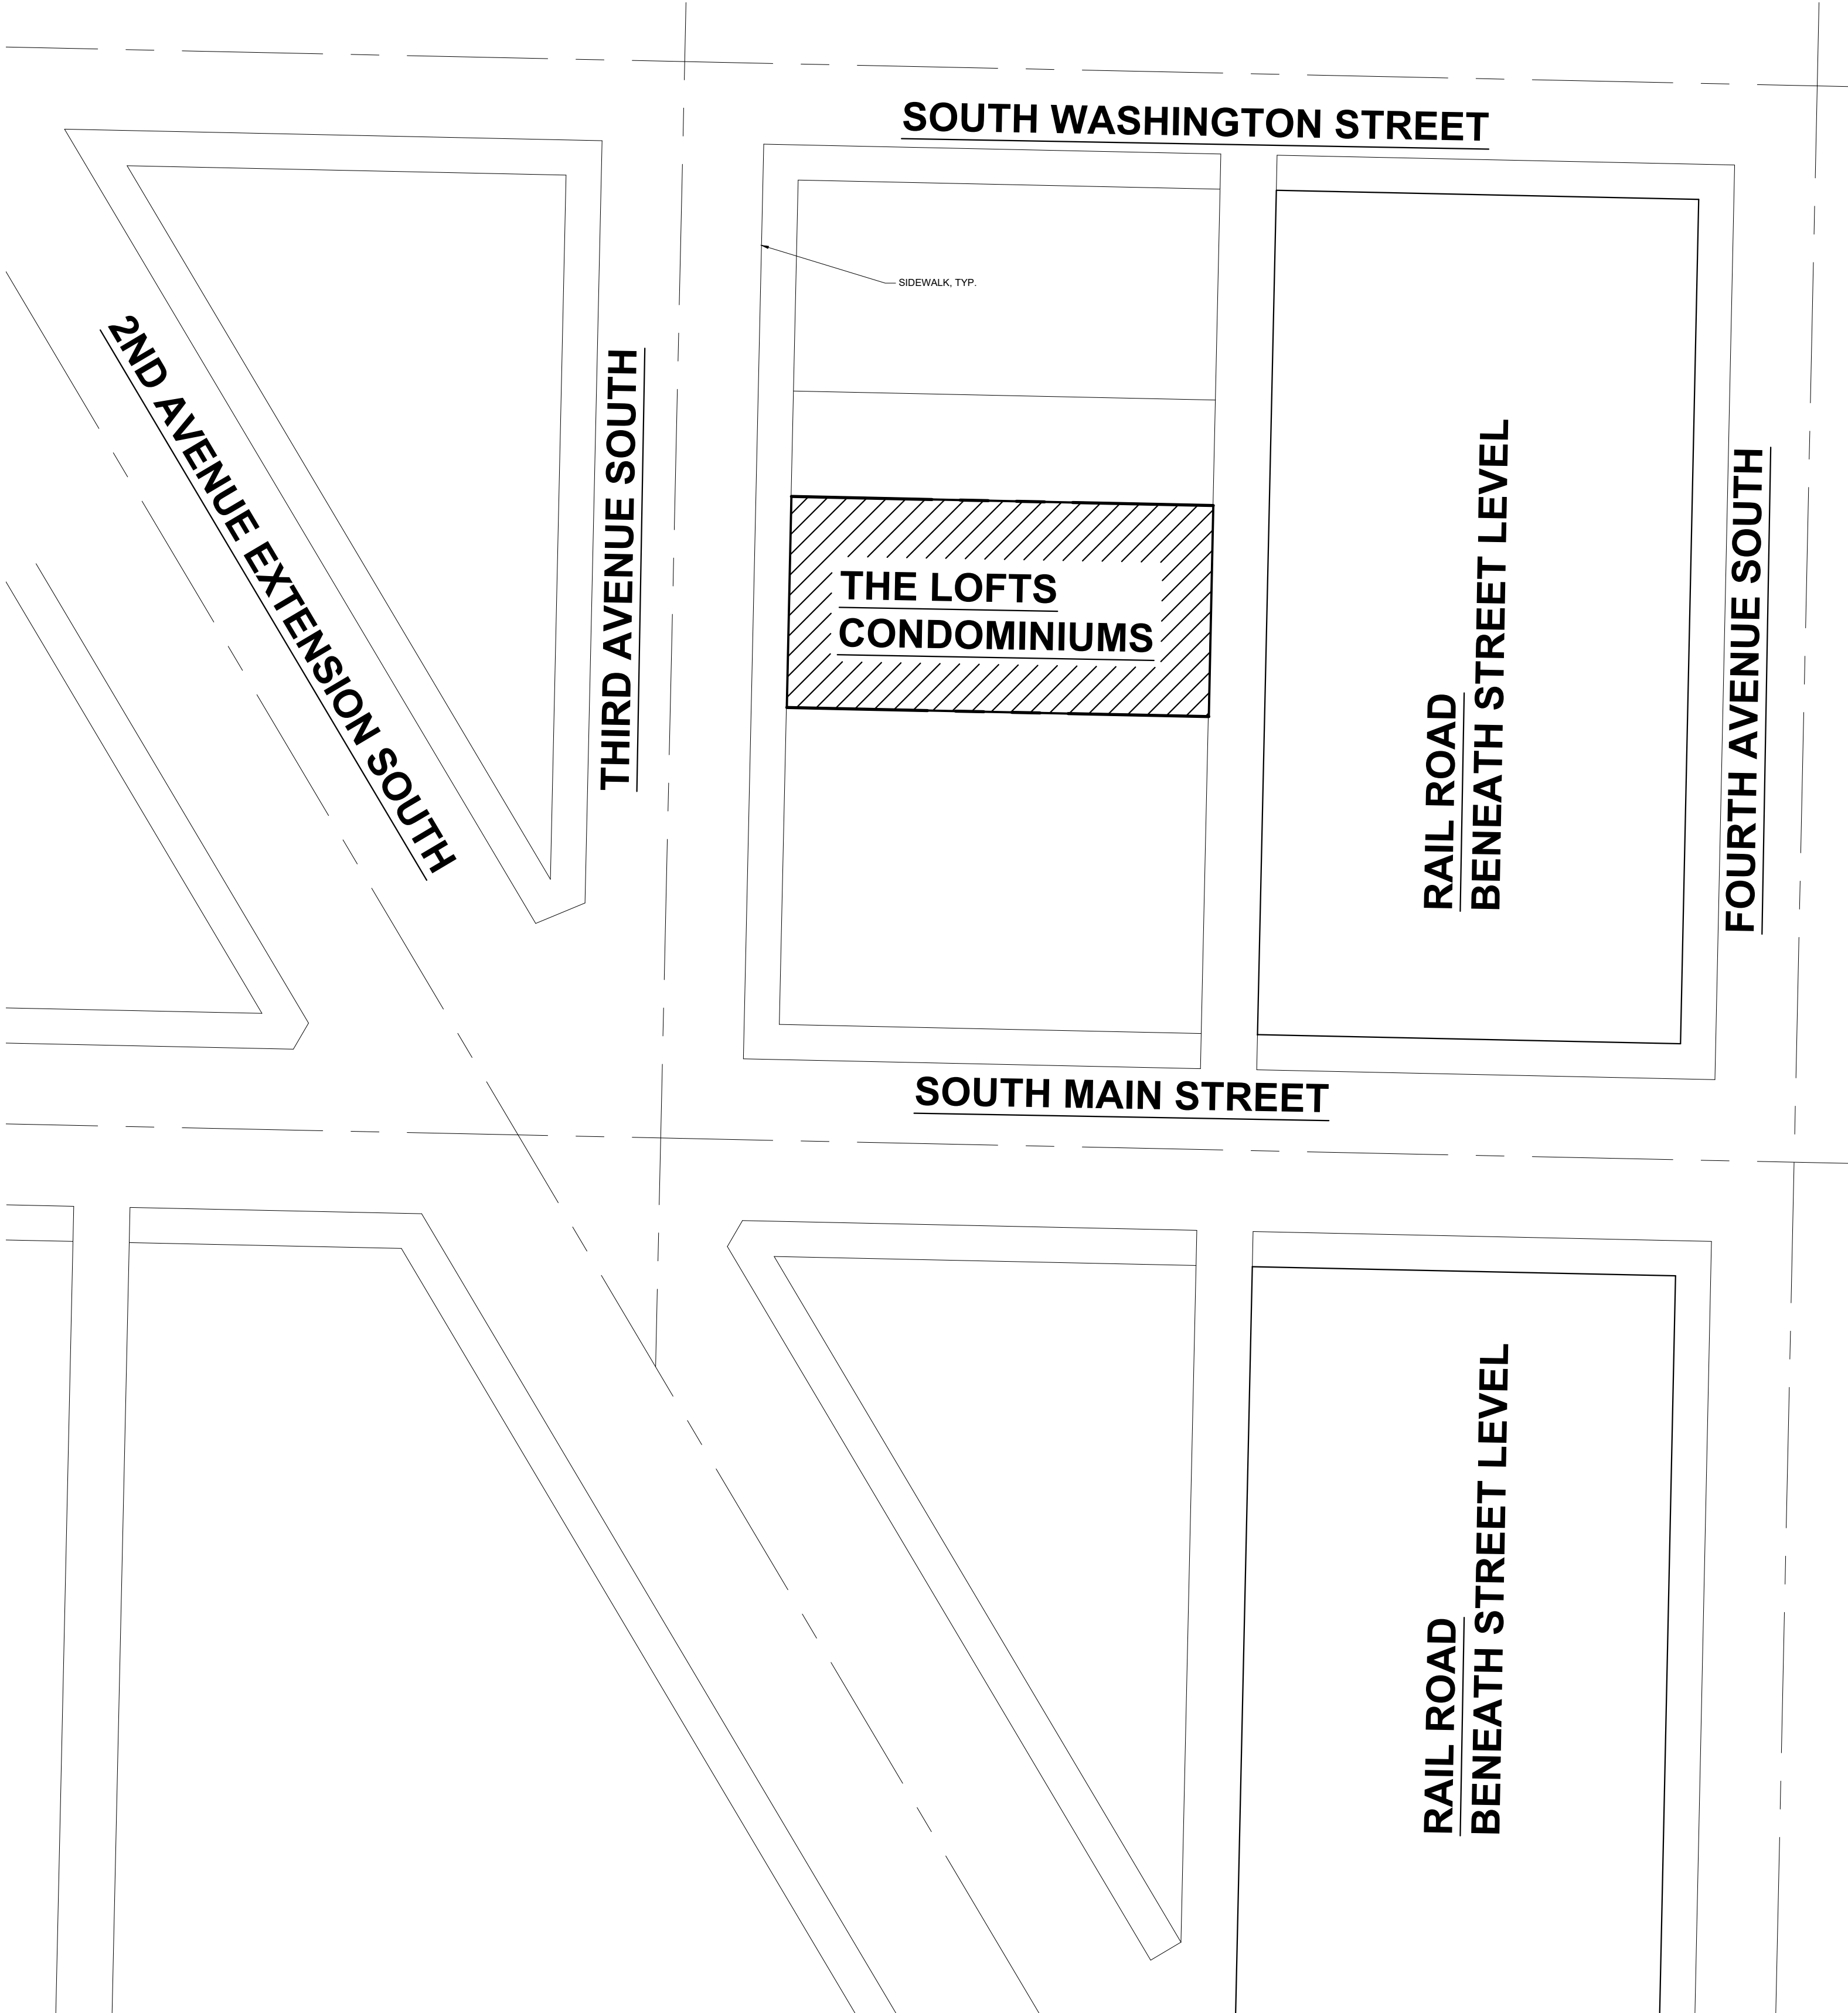 SOUTH WASHINGTON STREET
SIDEWALK, TYP.
2ND AVENUE EXTENSION SOUTH
THIRD AVENUE SOUTH
THE LOFTS
CONDOMINIUMS
RAIL ROAD
BENEATH STREET LEVEL
FOURTH AVENUE SOUTH
SOUTH MAIN STREET
RAIL ROAD
BENEATH STREET LEVEL